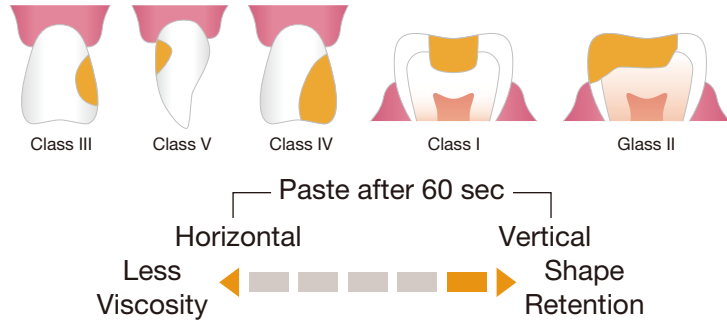 Class III
Class V
Class IV
Class I
Glass II
Paste after 60 sec
Horizontal
Vertical
Less
Viscosity
Shape
Retention